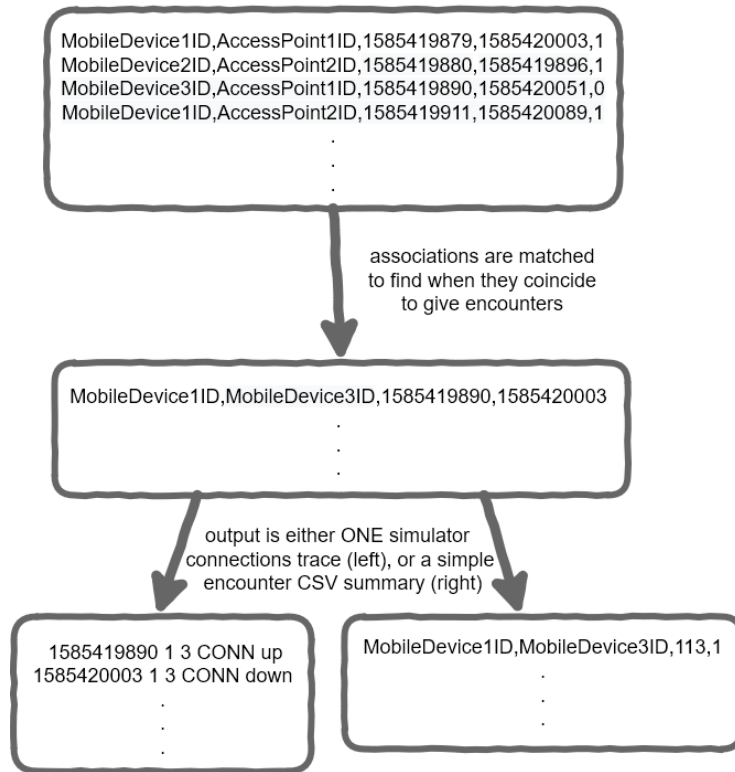 MobileDevice1ID,AccessPoint1ID,1585419879,1585420003,1
MobileDevice2ID,AccessPoint2ID,1585419880,1585419896,1
MobileDevice3ID,AccessPoint1ID,1585419890,1585420051,0
MobileDevice1ID,AccessPoint2ID,1585419911,1585420089,1
.
.
.
associations are matched
to find when they coincide
to give encounters
MobileDevice1ID,MobileDevice3ID,1585419890,1585420003
.
.
.
output is either ONE simulator
connections trace (left), or a simple
encounter CSV summary (right)
1585419890 1 3 CONN up
1585420003 1 3 CONN down
.
.
.
MobileDevice1ID,MobileDevice3ID,113,1
.
.
.